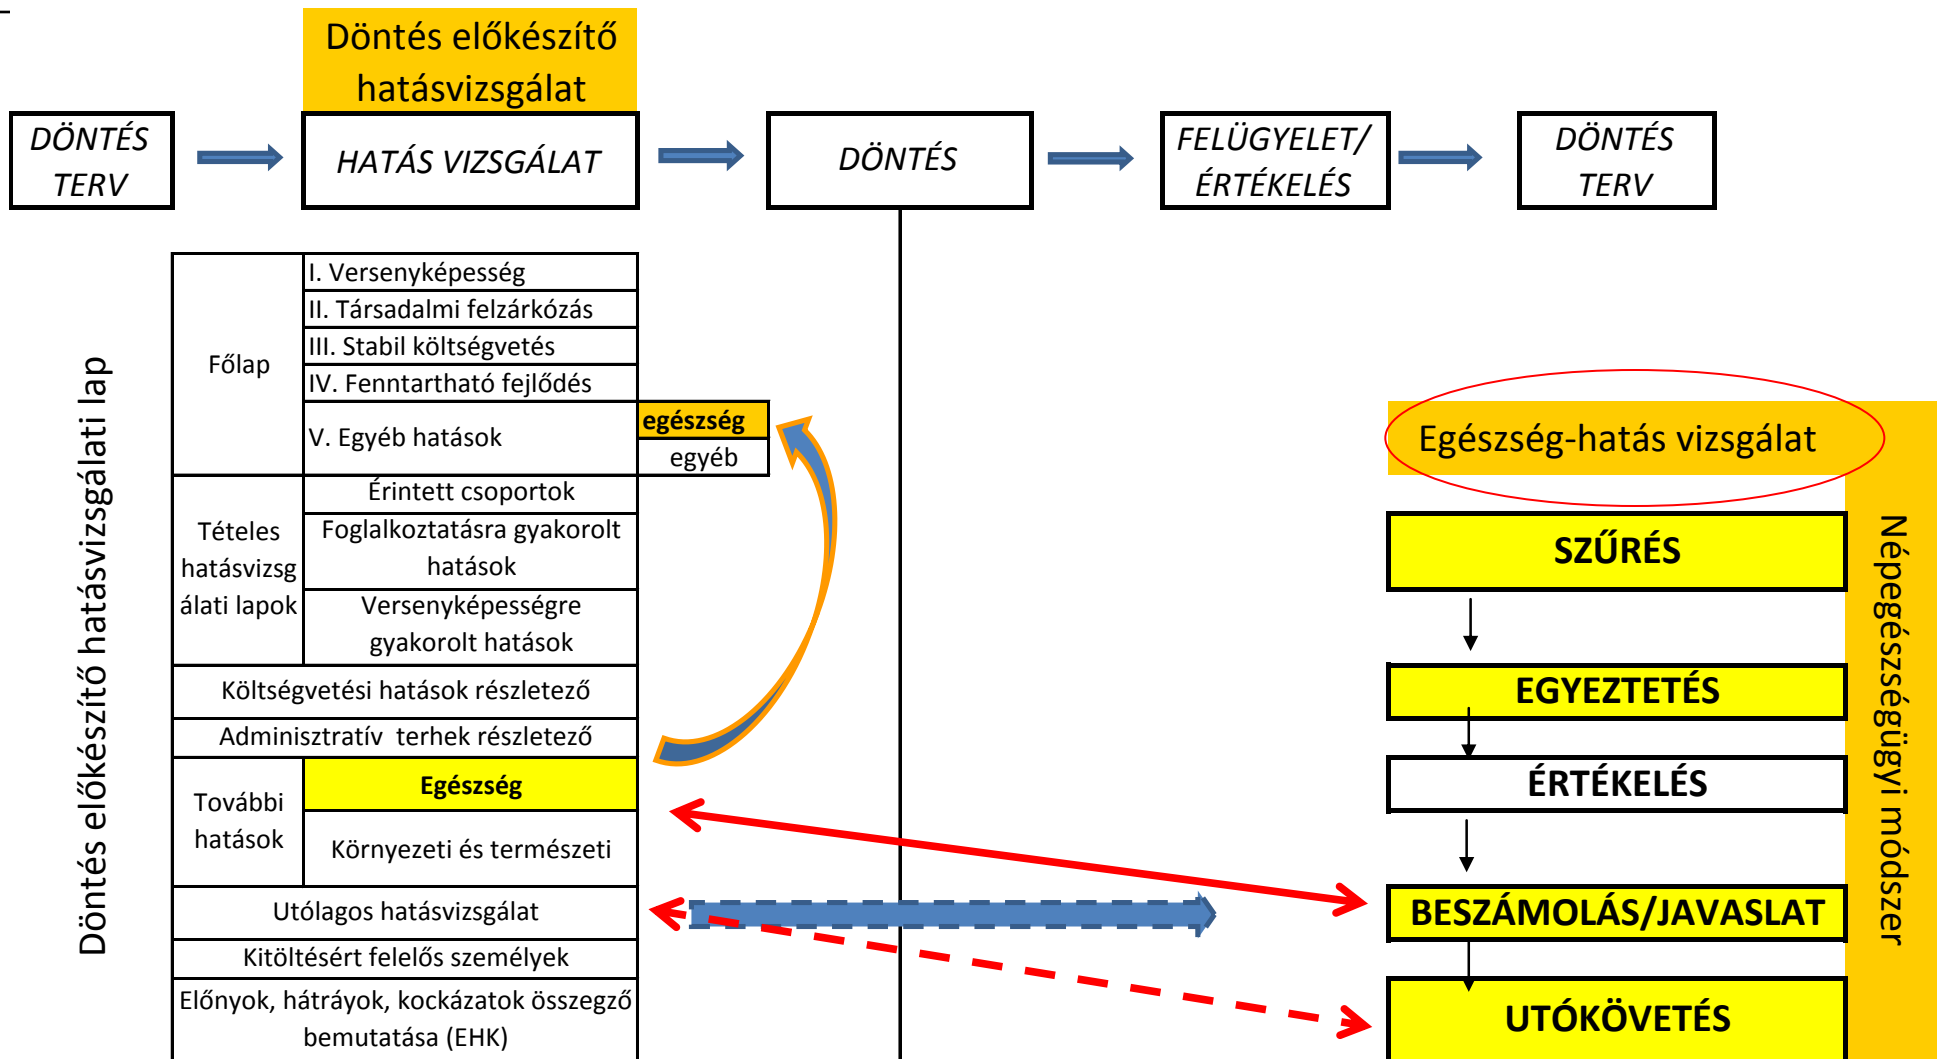 Döntés előkészítő
hatásvizsgálat
DÖNTÉS
TERV
HATÁS VIZSGÁLAT
DÖNTÉS
FELÜGYELET/
ÉRTÉKELÉS
DÖNTÉS
TERV
Döntés előkészítő hatásvizsgálati lap
Főlap
I. Versenyképesség
II. Társadalmi felzárkózás
III. Stabil költségvetés
IV. Fenntartható fejlődés
V. Egyéb hatások
egészség
egyéb
Tételes
hatásvizsg
álati lapok
Érintett csoportok
Foglalkoztatásra gyakorolt
hatások
Versenyképességre
gyakorolt hatások
Költségvetési hatások részletező
Adminisztratív terhek részletező
További
hatások
Egészség
Környezeti és természeti
Utólagos hatásvizsgálat
Kitöltésért felelős személyek
Előnyok, hátráyok, kockázatok összegző
bemutatása (EHK)
Egészség-hatás vizsgálat
SZŰRÉS
EGYEZTETÉS
ÉRTÉKELÉS
BESZÁMOLÁS/JAVASLAT
UTÓKÖVETÉS
Népegészségügyi módszer